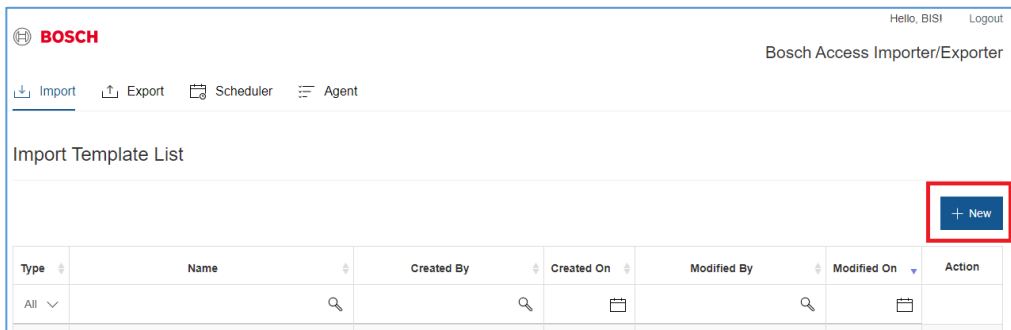 Hello, BIS! Logout
BOSCH
Bosch Access Importer/Exporter
Import Export Scheduler Agent
Import Template List
+ New
Type Name Created By Created On Modified By Modified On Action
All